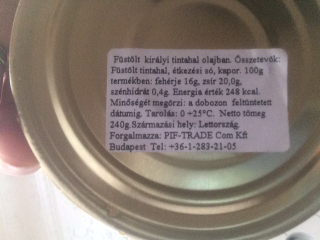 Füstölt királyi tintahal olajban. Összetevők:
Füstölt tintahal, étkezési só, kapor. 100g
termékben: fehérje 16g, zsír 20,0g,
szénhidrát 0,4g. Energia érték 248 kcal.
Minőségét megőrzi: a dobozon feltüntetett
dátumig. Tarolás: 0 +25°C. Netto tömeg
240g.Származási hely: Lettország.
Forgalmazza: PIF-TRADE Com Kft
Budapest Tel: +36-1-283-21-05